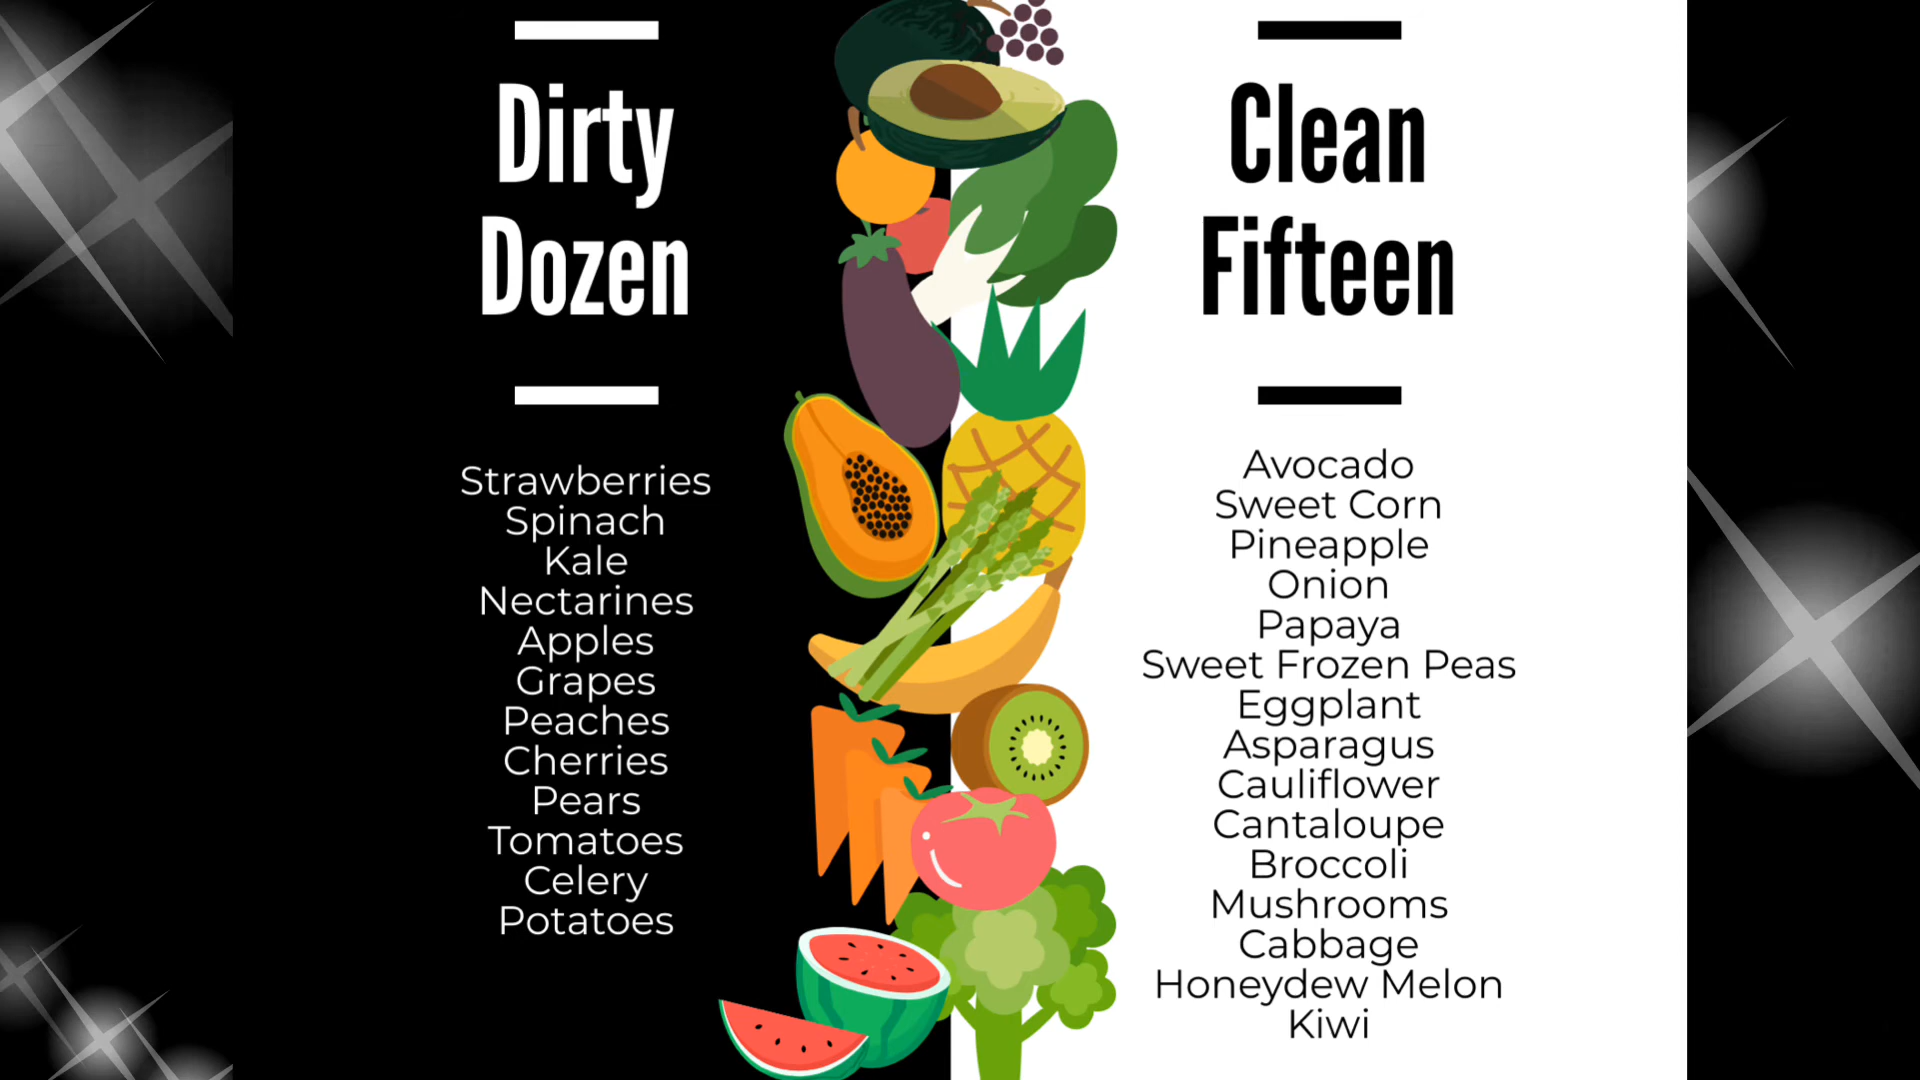 Dirty
Dozen
Strawberries
Spinach
Kale
Nectarines
Apples
Grapes
Peaches
Cherries
Pears
Tomatoes
Celery
Potatoes
Clean
Fifteen
Avocado
Sweet Corn
Pineapple
Onion
Papaya
Sweet Frozen Peas
Eggplant
Asparagus
Cauliflower
Cantaloupe
Broccoli
Mushrooms
Cabbage
Honeydew Melon
Kiwi